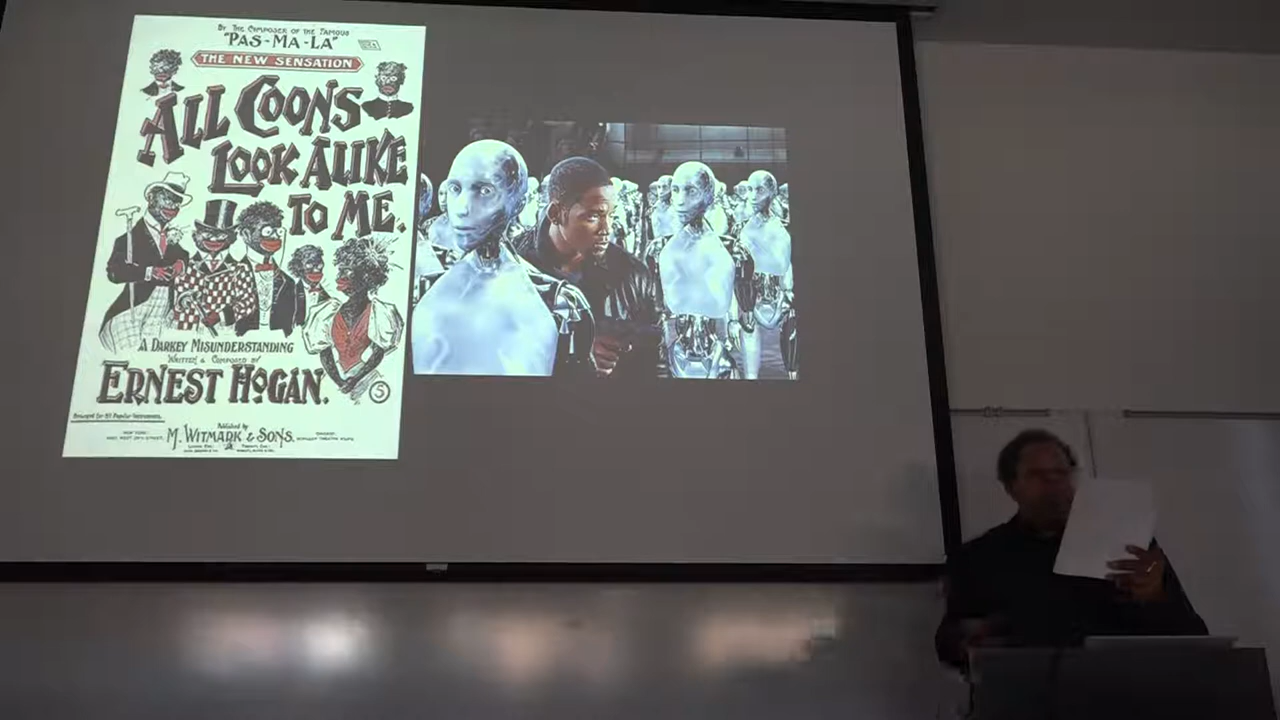 By The Composer of the Famous
"PAS-MA-LA"
THE NEW SENSATION
ALL COONS
LOOK ALIKE
TO ME.
A DARKEY MISUNDERSTANDING
WRITTEN & COMPOSED BY
ERNEST HOGAN.
5
Published by
M. WITMARK & SONS.